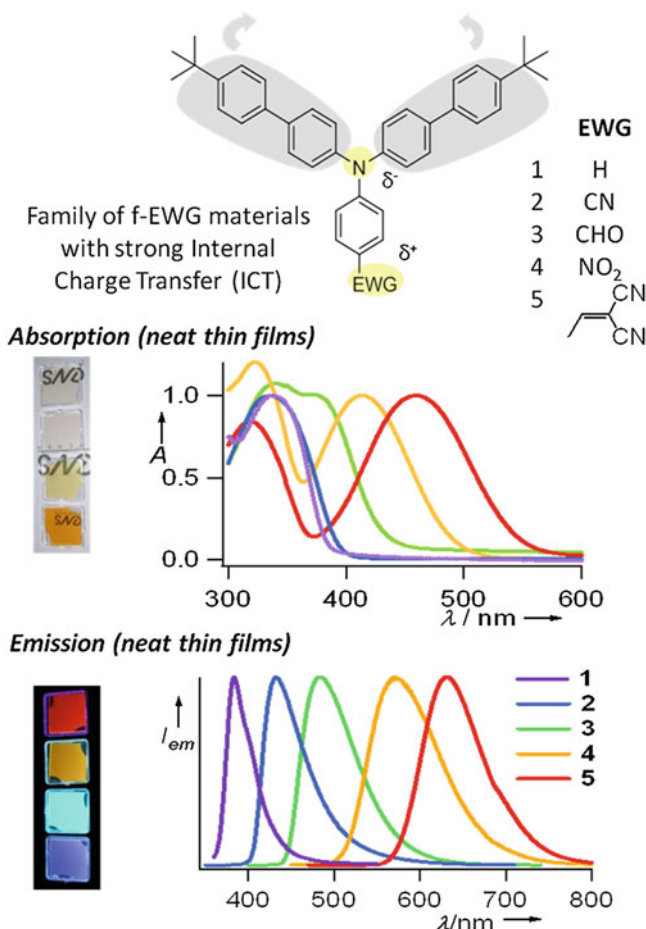 EWG
1 H
2 CN
3 CHO
4 NO₂
5
CN
CN
N
δ⁻
δ⁺
EWG
Family of f-EWG materials
with strong Internal
Charge Transfer (ICT)
Absorption (neat thin films)
A
1.0
0.5
0.0
300 400 500 600
λ / nm
Emission (neat thin films)
I em
1
2
3
4
5
400 500 600 700 800
λ/nm